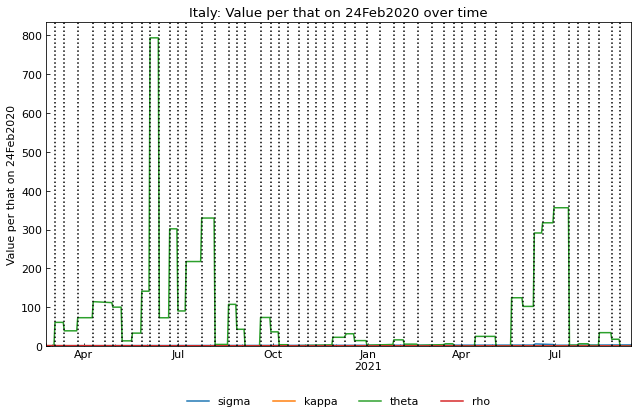 Italy: Value per that on 24Feb2020 over time
Value per that on 24Feb2020
800
700
600
500
400
300
200
100
0
Apr
Jul
Oct
Jan
2021
Apr
Jul
sigma
kappa
theta
rho